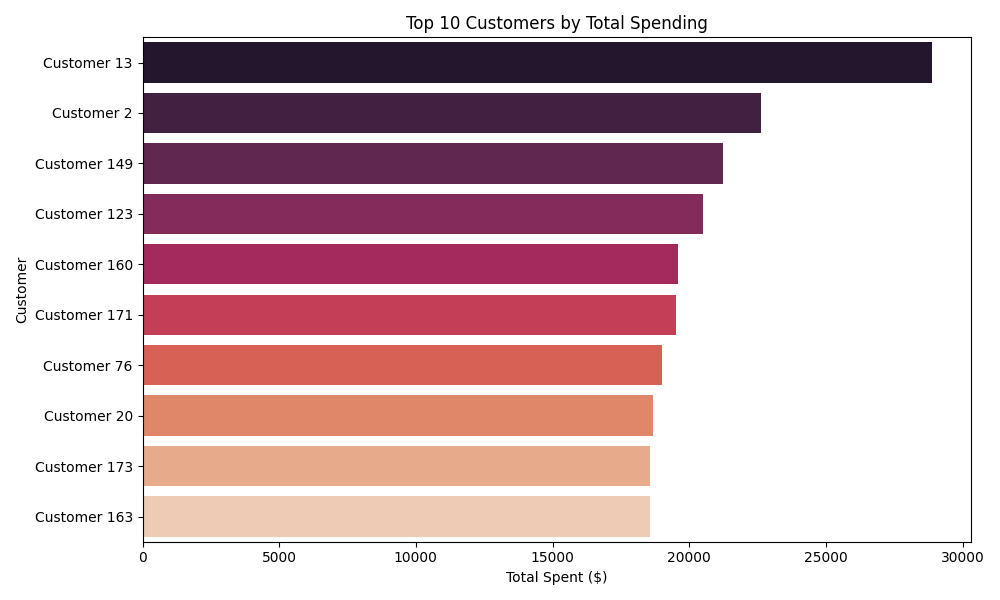 Top 10 Customers by Total Spending
Customer
Customer 13
Customer 2
Customer 149
Customer 123
Customer 160
Customer 171
Customer 76
Customer 20
Customer 173
Customer 163
0 5000 10000 15000 20000 25000 30000
Total Spent ($)